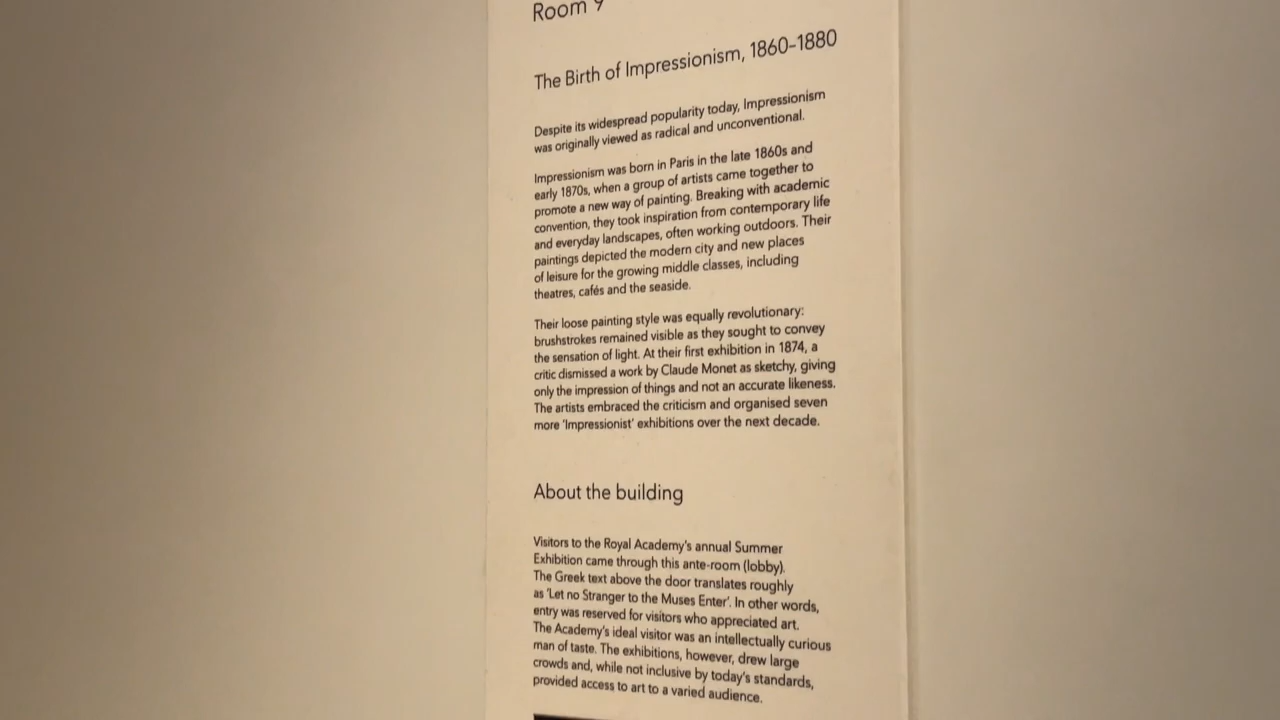 Room 9
The Birth of Impressionism, 1860–1880
Despite its widespread popularity today, Impressionism
was originally viewed as radical and unconventional.
Impressionism was born in Paris in the late 1860s and
early 1870s, when a group of artists came together to
promote a new way of painting. Breaking with academic
convention, they took inspiration from contemporary life
and everyday landscapes, often working outdoors. Their
paintings depicted the modern city and new places
of leisure for the growing middle classes, including
theatres, cafés and the seaside.
Their loose painting style was equally revolutionary:
brushstrokes remained visible as they sought to convey
the sensation of light. At their first exhibition in 1874, a
critic dismissed a work by Claude Monet as sketchy, giving
only the impression of things and not an accurate likeness.
The artists embraced the criticism and organised seven
more 'Impressionist' exhibitions over the next decade.
About the building
Visitors to the Royal Academy's annual Summer
Exhibition came through this ante-room (lobby).
The Greek text above the door translates roughly
as 'Let no Stranger to the Muses Enter'. In other words,
entry was reserved for visitors who appreciated art.
The Academy's ideal visitor was an intellectually curious
man of taste. The exhibitions, however, drew large
crowds and, while not inclusive by today's standards,
provided access to art to a varied audience.